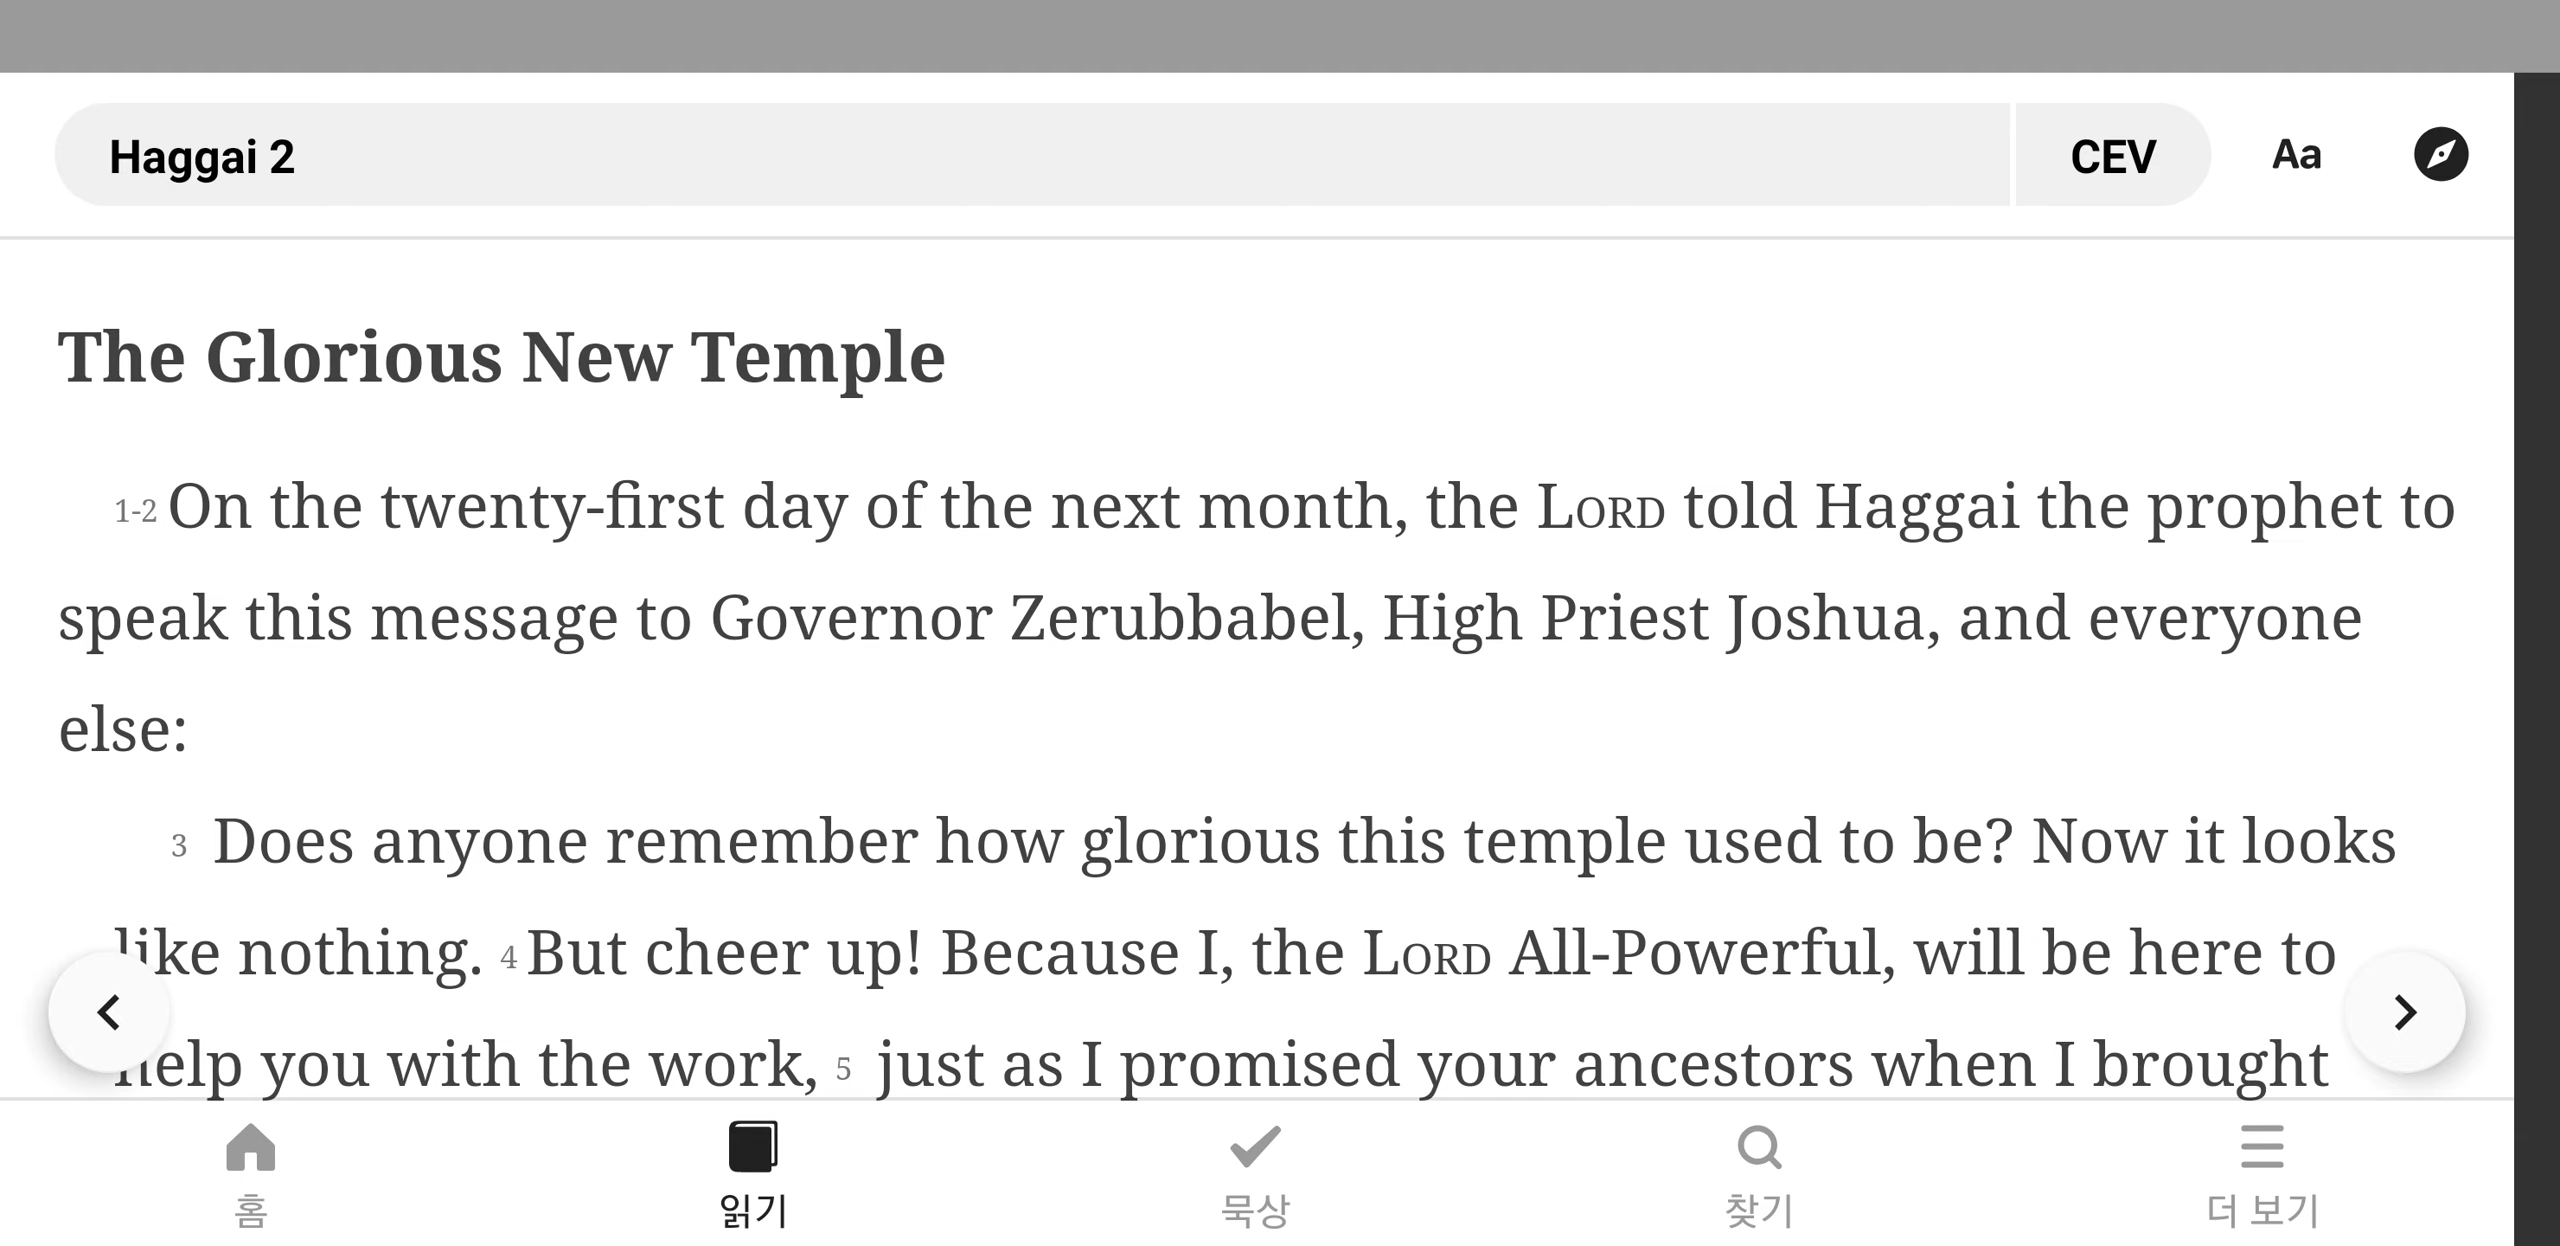 Haggai 2 CEV Aa
The Glorious New Temple
1-2 On the twenty-first day of the next month, the LORD told Haggai the prophet to
speak this message to Governor Zerubbabel, High Priest Joshua, and everyone
else:
3 Does anyone remember how glorious this temple used to be? Now it looks
like nothing. 4 But cheer up! Because I, the LORD All-Powerful, will be here to
help you with the work, 5 just as I promised your ancestors when I brought
홈 읽기 묵상 찾기 더 보기